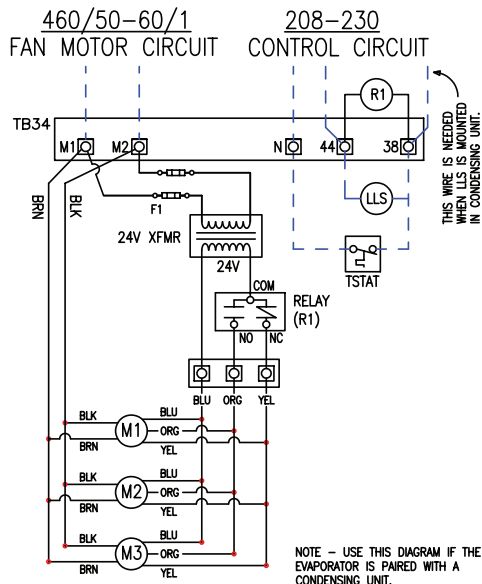 460/50-60/1
FAN MOTOR CIRCUIT
208-230
CONTROL CIRCUIT
R1
TB34
M1
M2
N
44
38
THIS WIRE IS NEEDED
WHEN LLS IS MOUNTED
IN CONDENSING UNIT.
BRN
BLK
F1
LLS
24V XFMR
24V
TSTAT
COM
RELAY
(R1)
NO
NC
BLU
ORG
YEL
BLK
BLU
M1
ORG
BRN
YEL
BLK
BLU
M2
ORG
BRN
YEL
BLK
BLU
M3
ORG
BRN
YEL
NOTE - USE THIS DIAGRAM IF THE
EVAPORATOR IS PAIRED WITH A
CONDENSING UNIT.